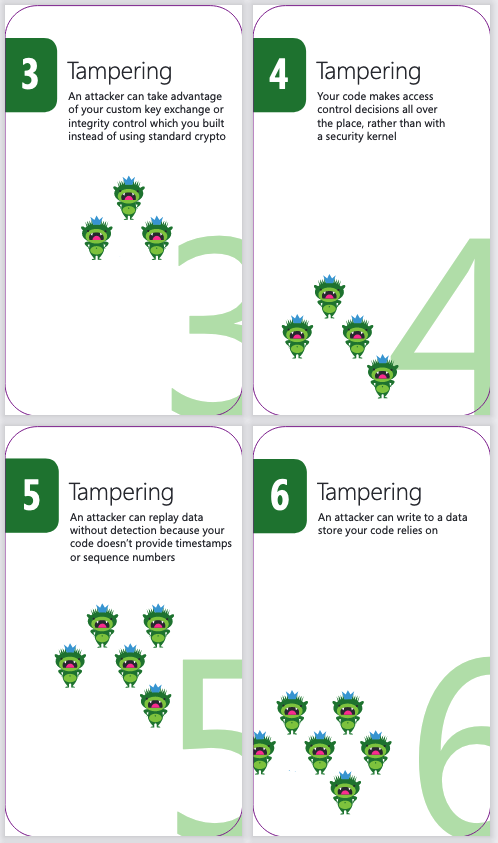 3
Tampering
An attacker can take advantage
of your custom key exchange or
integrity control which you built
instead of using standard crypto
3
4
Tampering
Your code makes access
control decisions all over
the place, rather than with
a security kernel
4
5
Tampering
An attacker can replay data
without detection because your
code doesn't provide timestamps
or sequence numbers
5
6
Tampering
An attacker can write to a data
store your code relies on
6